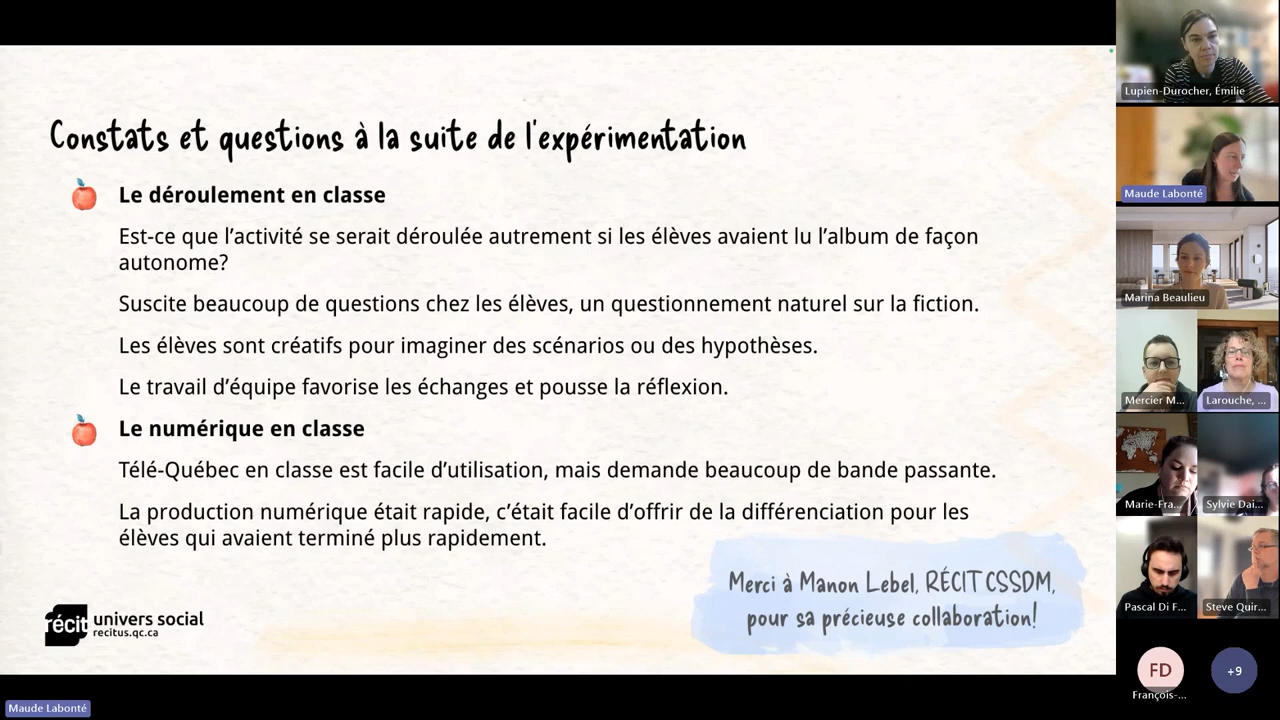 Constats et questions à la suite de l'expérimentation
Le déroulement en classe
Est-ce que l’activité se serait déroulée autrement si les élèves avaient lu l’album de façon
autonome?
Suscite beaucoup de questions chez les élèves, un questionnement naturel sur la fiction.
Les élèves sont créatifs pour imaginer des scénarios ou des hypothèses.
Le travail d’équipe favorise les échanges et pousse la réflexion.
Le numérique en classe
Télé-Québec en classe est facile d’utilisation, mais demande beaucoup de bande passante.
La production numérique était rapide, c’était facile d’offrir de la différenciation pour les
élèves qui avaient terminé plus rapidement.
Merci à Manon Lebel, RÉCIT CSSDM,
pour sa précieuse collaboration!
récit univers social
recitus.qc.ca
Maude Labonté
Lupien-Durocher, Émilie
Maude Labonté
Marina Beaulieu
Mercier M...
Larouche, ...
Marie-Fra...
Sylvie Dai...
Pascal Di F...
Steve Quir...
FD
François-...
+9